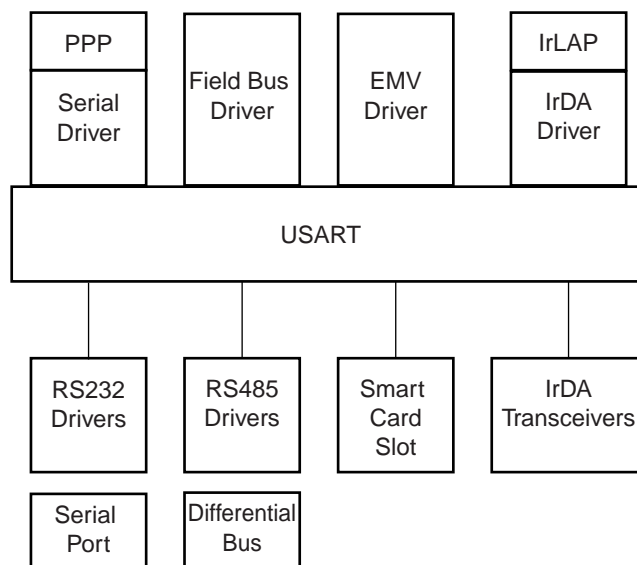 PPP
Serial
Driver
Field Bus
Driver
EMV
Driver
IrLAP
IrDA
Driver
USART
RS232
Drivers
RS485
Drivers
Smart
Card
Slot
IrDA
Transceivers
Serial
Port
Differential
Bus